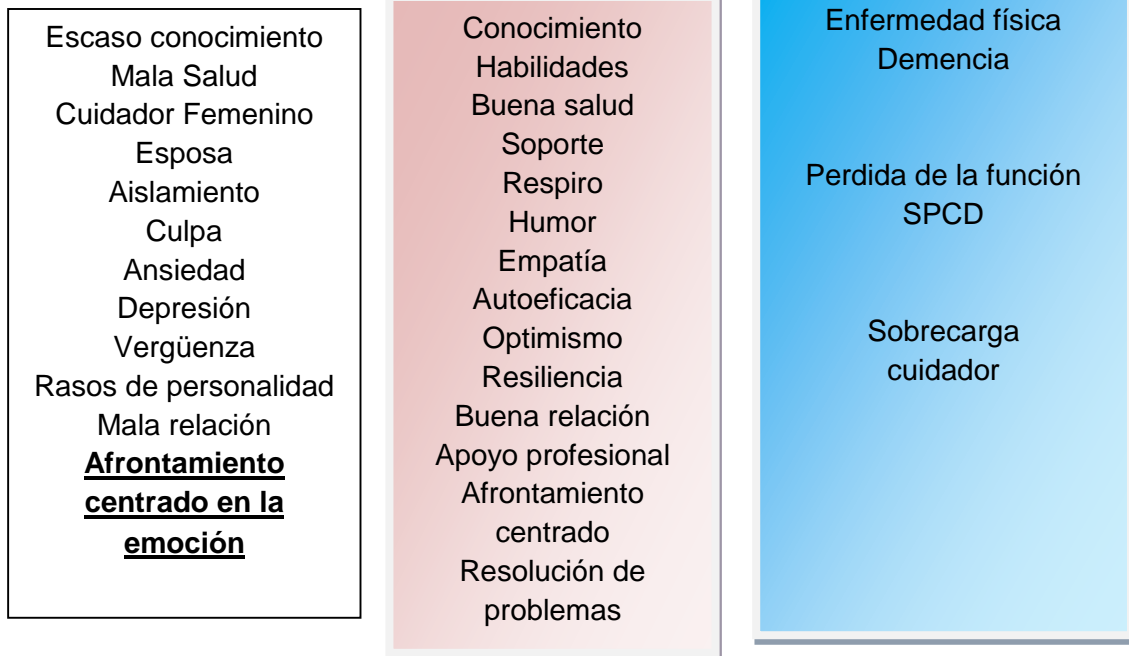 Escaso conocimiento
Mala Salud
Cuidador Femenino
Esposa
Aislamiento
Culpa
Ansiedad
Depresión
Vergüenza
Rasos de personalidad
Mala relación
Afrontamiento
centrado en la
emoción
Conocimiento
Habilidades
Buena salud
Soporte
Respiro
Humor
Empatía
Autoeficacia
Optimismo
Resiliencia
Buena relación
Apoyo profesional
Afrontamiento
centrado
Resolución de
problemas
Enfermedad física
Demencia
Perdida de la función
SPCD
Sobrecarga
cuidador